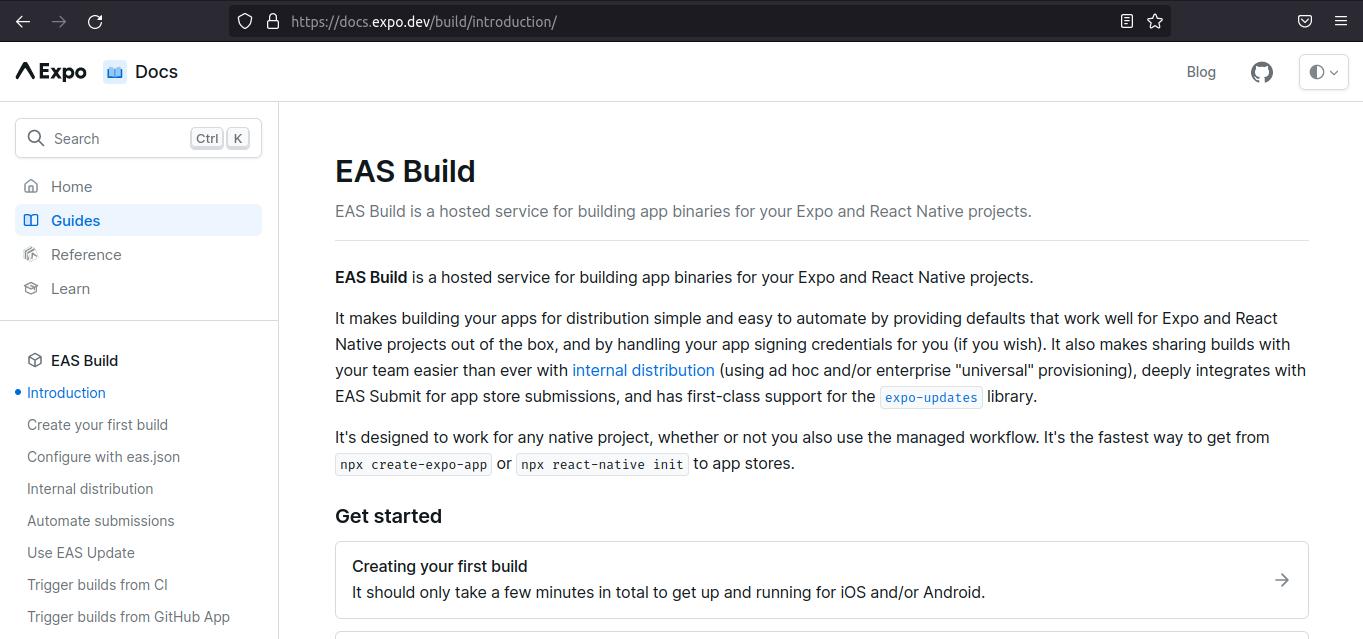 https://docs.expo.dev/build/introduction/
Expo Docs
Blog
Search Ctrl K
Home
Guides
Reference
Learn
EAS Build
Introduction
Create your first build
Configure with eas.json
Internal distribution
Automate submissions
Use EAS Update
Trigger builds from CI
Trigger builds from GitHub App
EAS Build
EAS Build is a hosted service for building app binaries for your Expo and React Native projects.
EAS Build is a hosted service for building app binaries for your Expo and React Native projects.
It makes building your apps for distribution simple and easy to automate by providing defaults that work well for Expo and React
Native projects out of the box, and by handling your app signing credentials for you (if you wish). It also makes sharing builds with
your team easier than ever with internal distribution (using ad hoc and/or enterprise "universal" provisioning), deeply integrates with
EAS Submit for app store submissions, and has first-class support for the expo-updates library.
It's designed to work for any native project, whether or not you also use the managed workflow. It's the fastest way to get from
npx create-expo-app or npx react-native init to app stores.
Get started
Creating your first build
It should only take a few minutes in total to get up and running for iOS and/or Android.